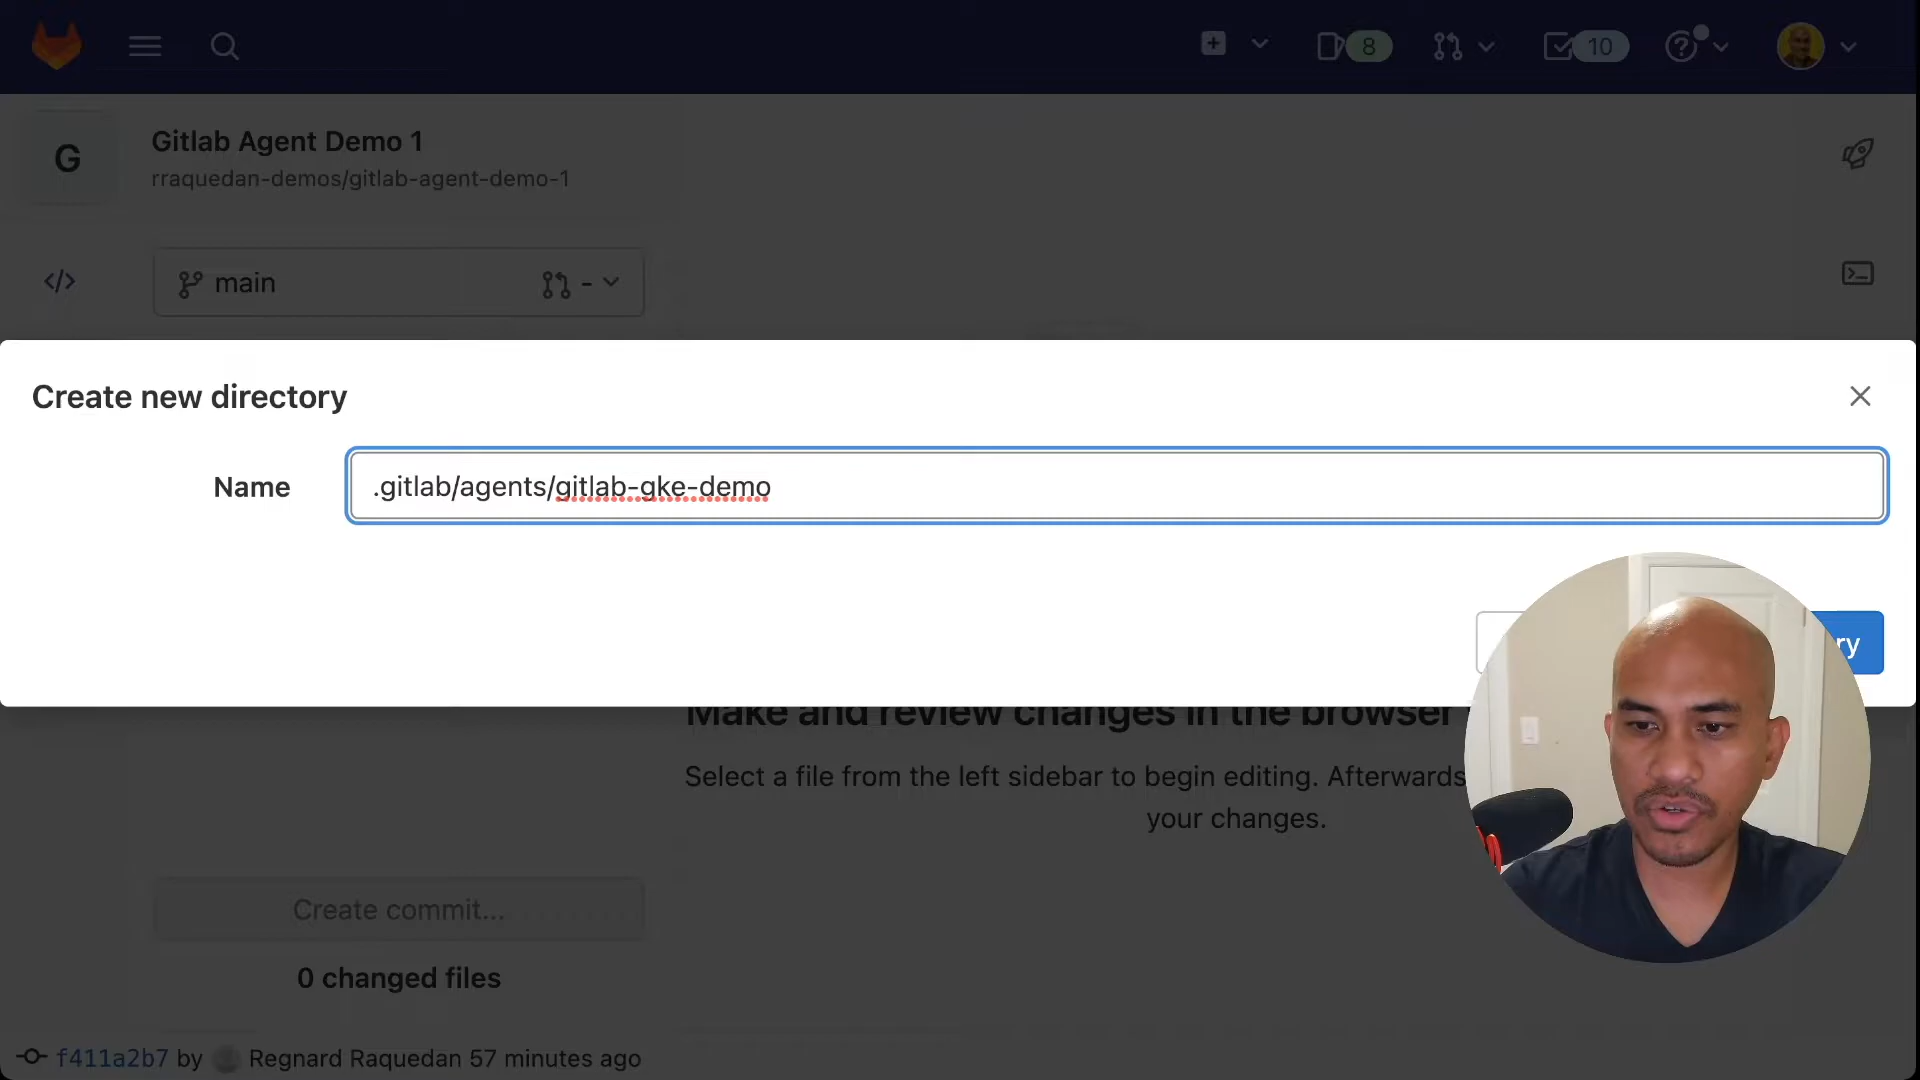 8
10
G
Gitlab Agent Demo 1
rraquedan-demos/gitlab-agent-demo-1
main
-
Create new directory
Name
.gitlab/agents/gitlab-gke-demo
ry
Make and review changes in the browser
Select a file from the left sidebar to begin editing. Afterwards
your changes.
Create commit...
0 changed files
f411a2b7 by Regnard Raquedan 57 minutes ago